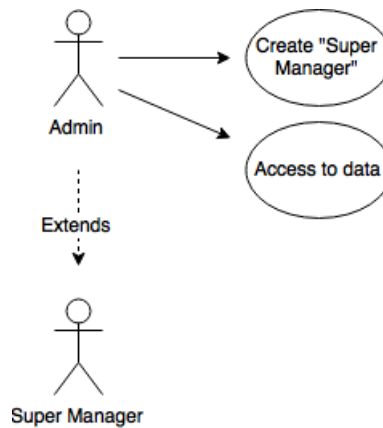 Create "Super
Manager"
Admin
Access to data
Extends
Super Manager